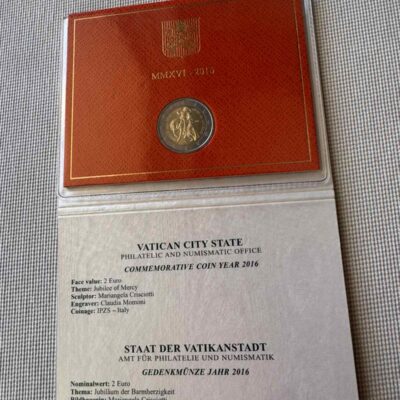 MMXVI - 2016
VATICAN CITY STATE
PHILATELIC AND NUMISMATIC OFFICE
COMMEMORATIVE COIN YEAR 2016
Face value: 2 Euro
Theme: Jubilee of Mercy
Sculptor: Mariangela Crisciotti
Engraver: Claudia Momoni
Coinage: IPZS – Italy
STAAT DER VATIKANSTADT
AMT FÜR PHILATELIE UND NUMISMATIK
GEDENKMÜNZE JAHR 2016
Nominalwert: 2 Euro
Thema: Jubiläum der Barmherzigkeit
Mariangela Crisciotti